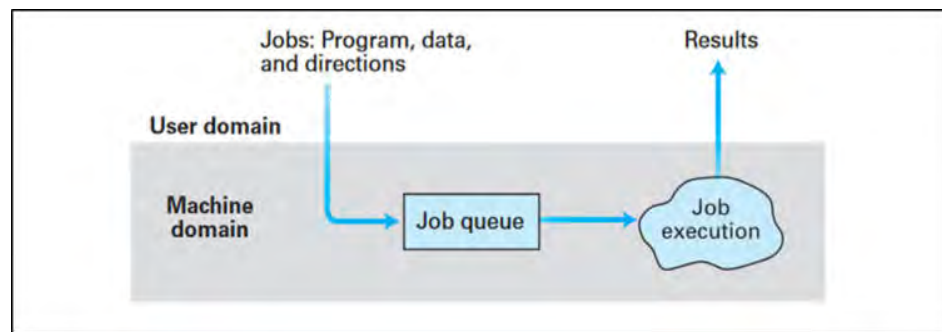 Jobs: Program, data,
and directions
Results
User domain
Machine
domain
Job queue
Job
execution